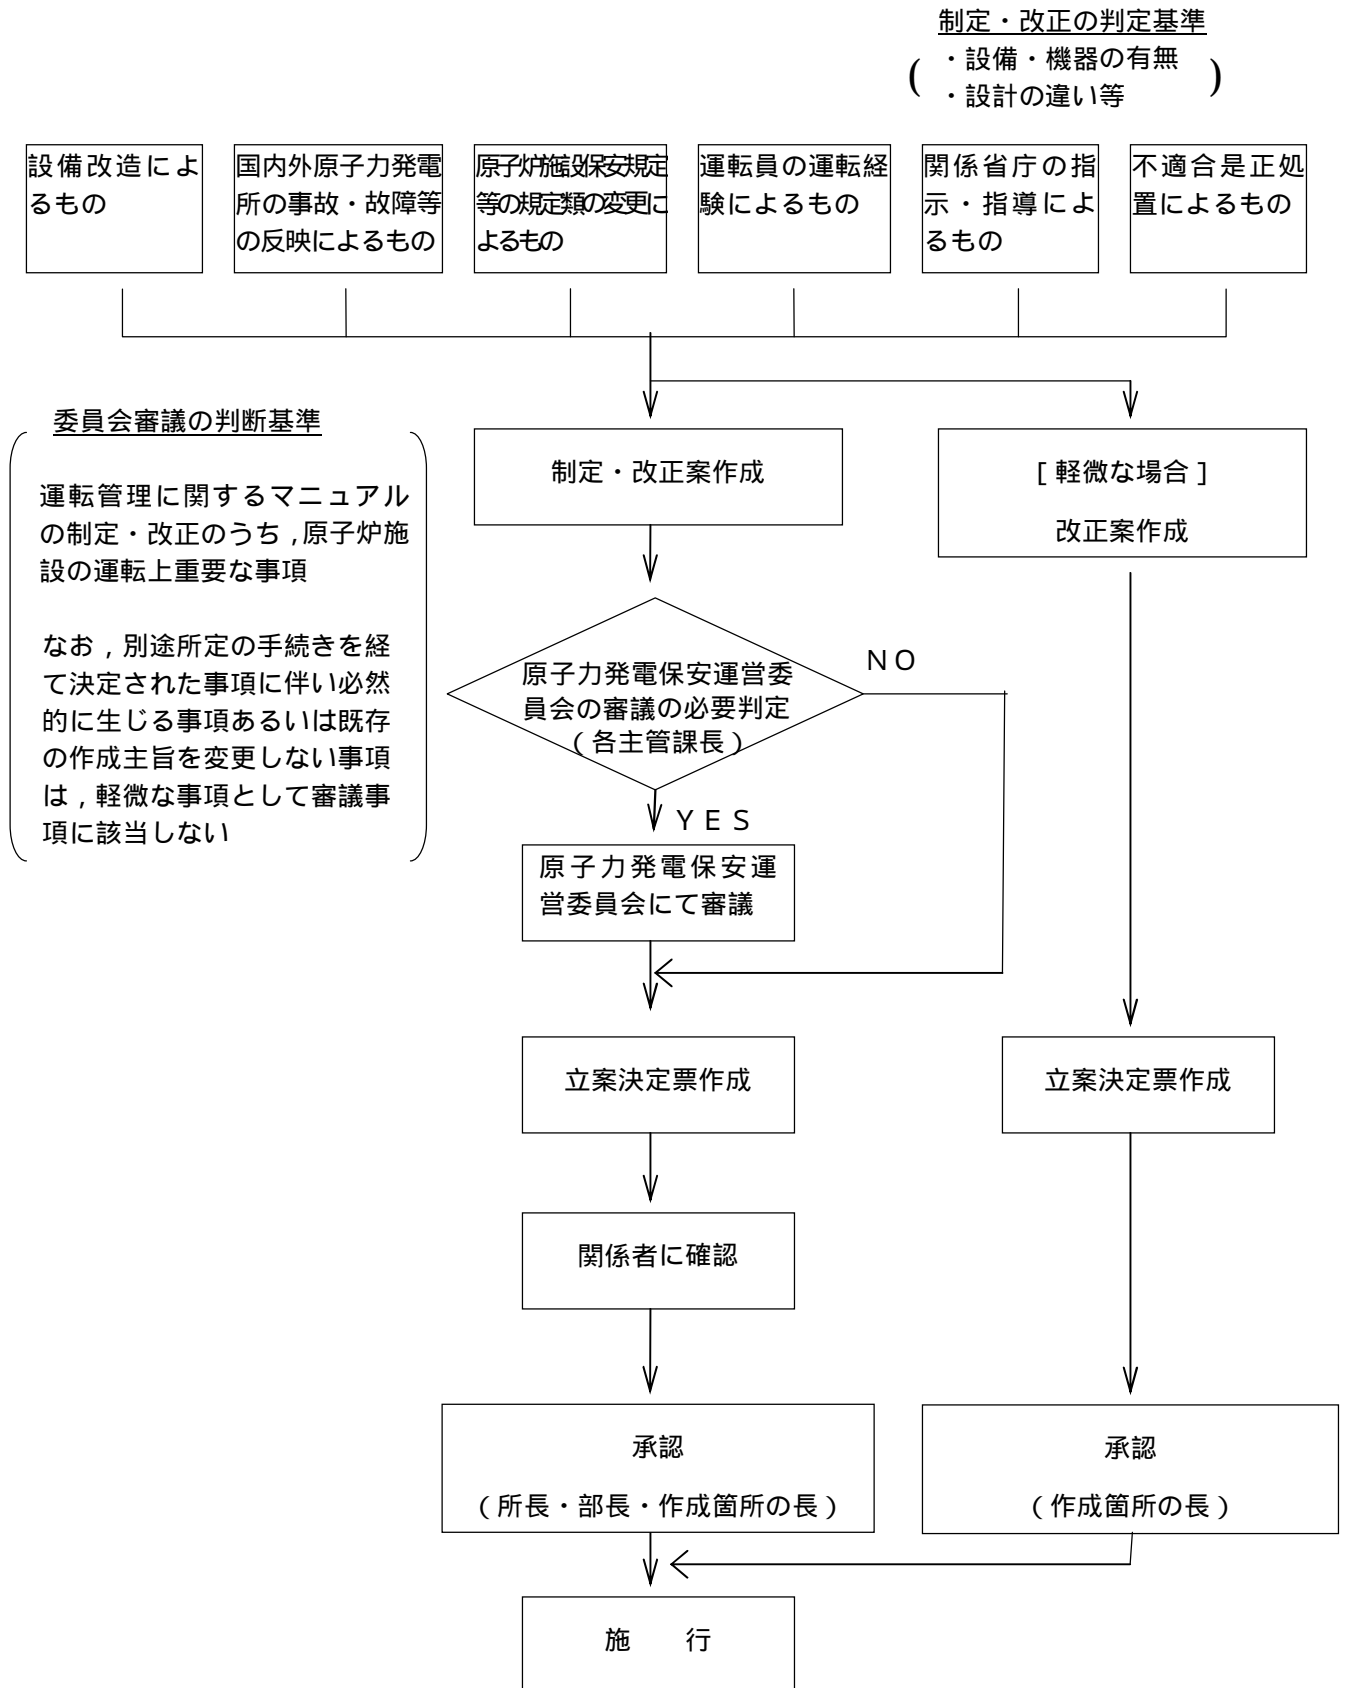 制定・改正の判定基準
・設備・機器の有無
・設計の違い等
( )
設備改造によ
るもの
国内外原子力発電
所の事故・故障等
の反映によるもの
原子炉施設保安規定
等の規定類の変更に
よるもの
運転員の運転経
験によるもの
関係省庁の指
示・指導によ
るもの
不適合是正処
置によるもの
委員会審議の判断基準
運転管理に関するマニュアル
の制定・改正のうち,原子炉施
設の運転上重要な事項
なお,別途所定の手続きを経
て決定された事項に伴い必然
的に生じる事項あるいは既存
の作成主旨を変更しない事項
は,軽微な事項として審議事
項に該当しない
制定・改正案作成
[軽微な場合]
改正案作成
原子力発電保安運営委
員会の審議の必要判定
(各主管課長)
NO
YES
原子力発電保安運
営委員会にて審議
立案決定票作成
立案決定票作成
関係者に確認
承認
(所長・部長・作成箇所の長)
承認
(作成箇所の長)
施 行